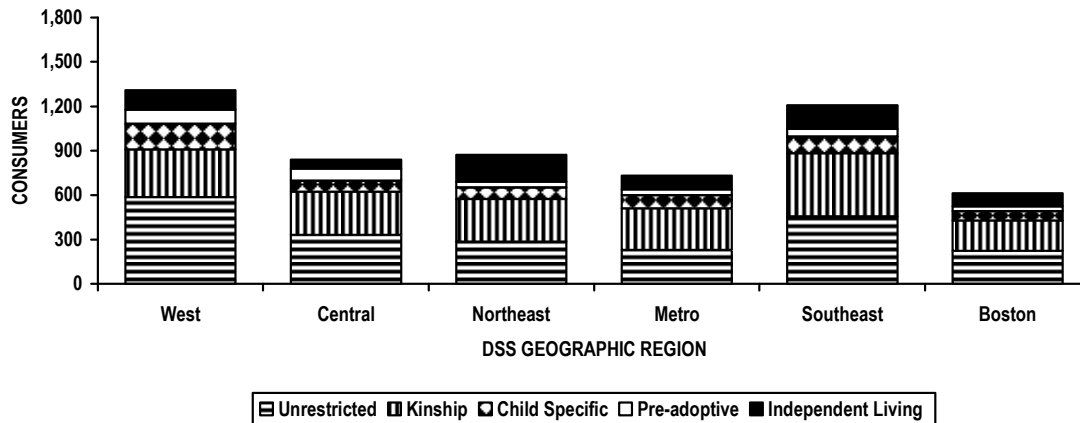 1,800
1,500
1,200
900
600
300
0
CONSUMERS
West Central Northeast Metro Southeast Boston
DSS GEOGRAPHIC REGION
Unrestricted Kinship Child Specific Pre-adoptive Independent Living